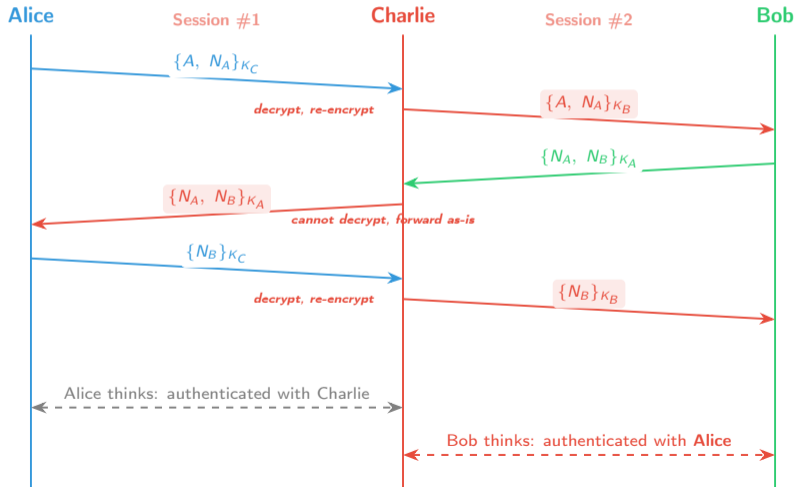 Alice
Session #1
Charlie
Session #2
Bob
{A, N_A}_{K_C}
decrypt, re-encrypt
{A, N_A}_{K_B}
{N_A, N_B}_{K_A}
{N_A, N_B}_{K_A}
cannot decrypt, forward as-is
{N_B}_{K_C}
decrypt, re-encrypt
{N_B}_{K_B}
Alice thinks: authenticated with Charlie
Bob thinks: authenticated with Alice